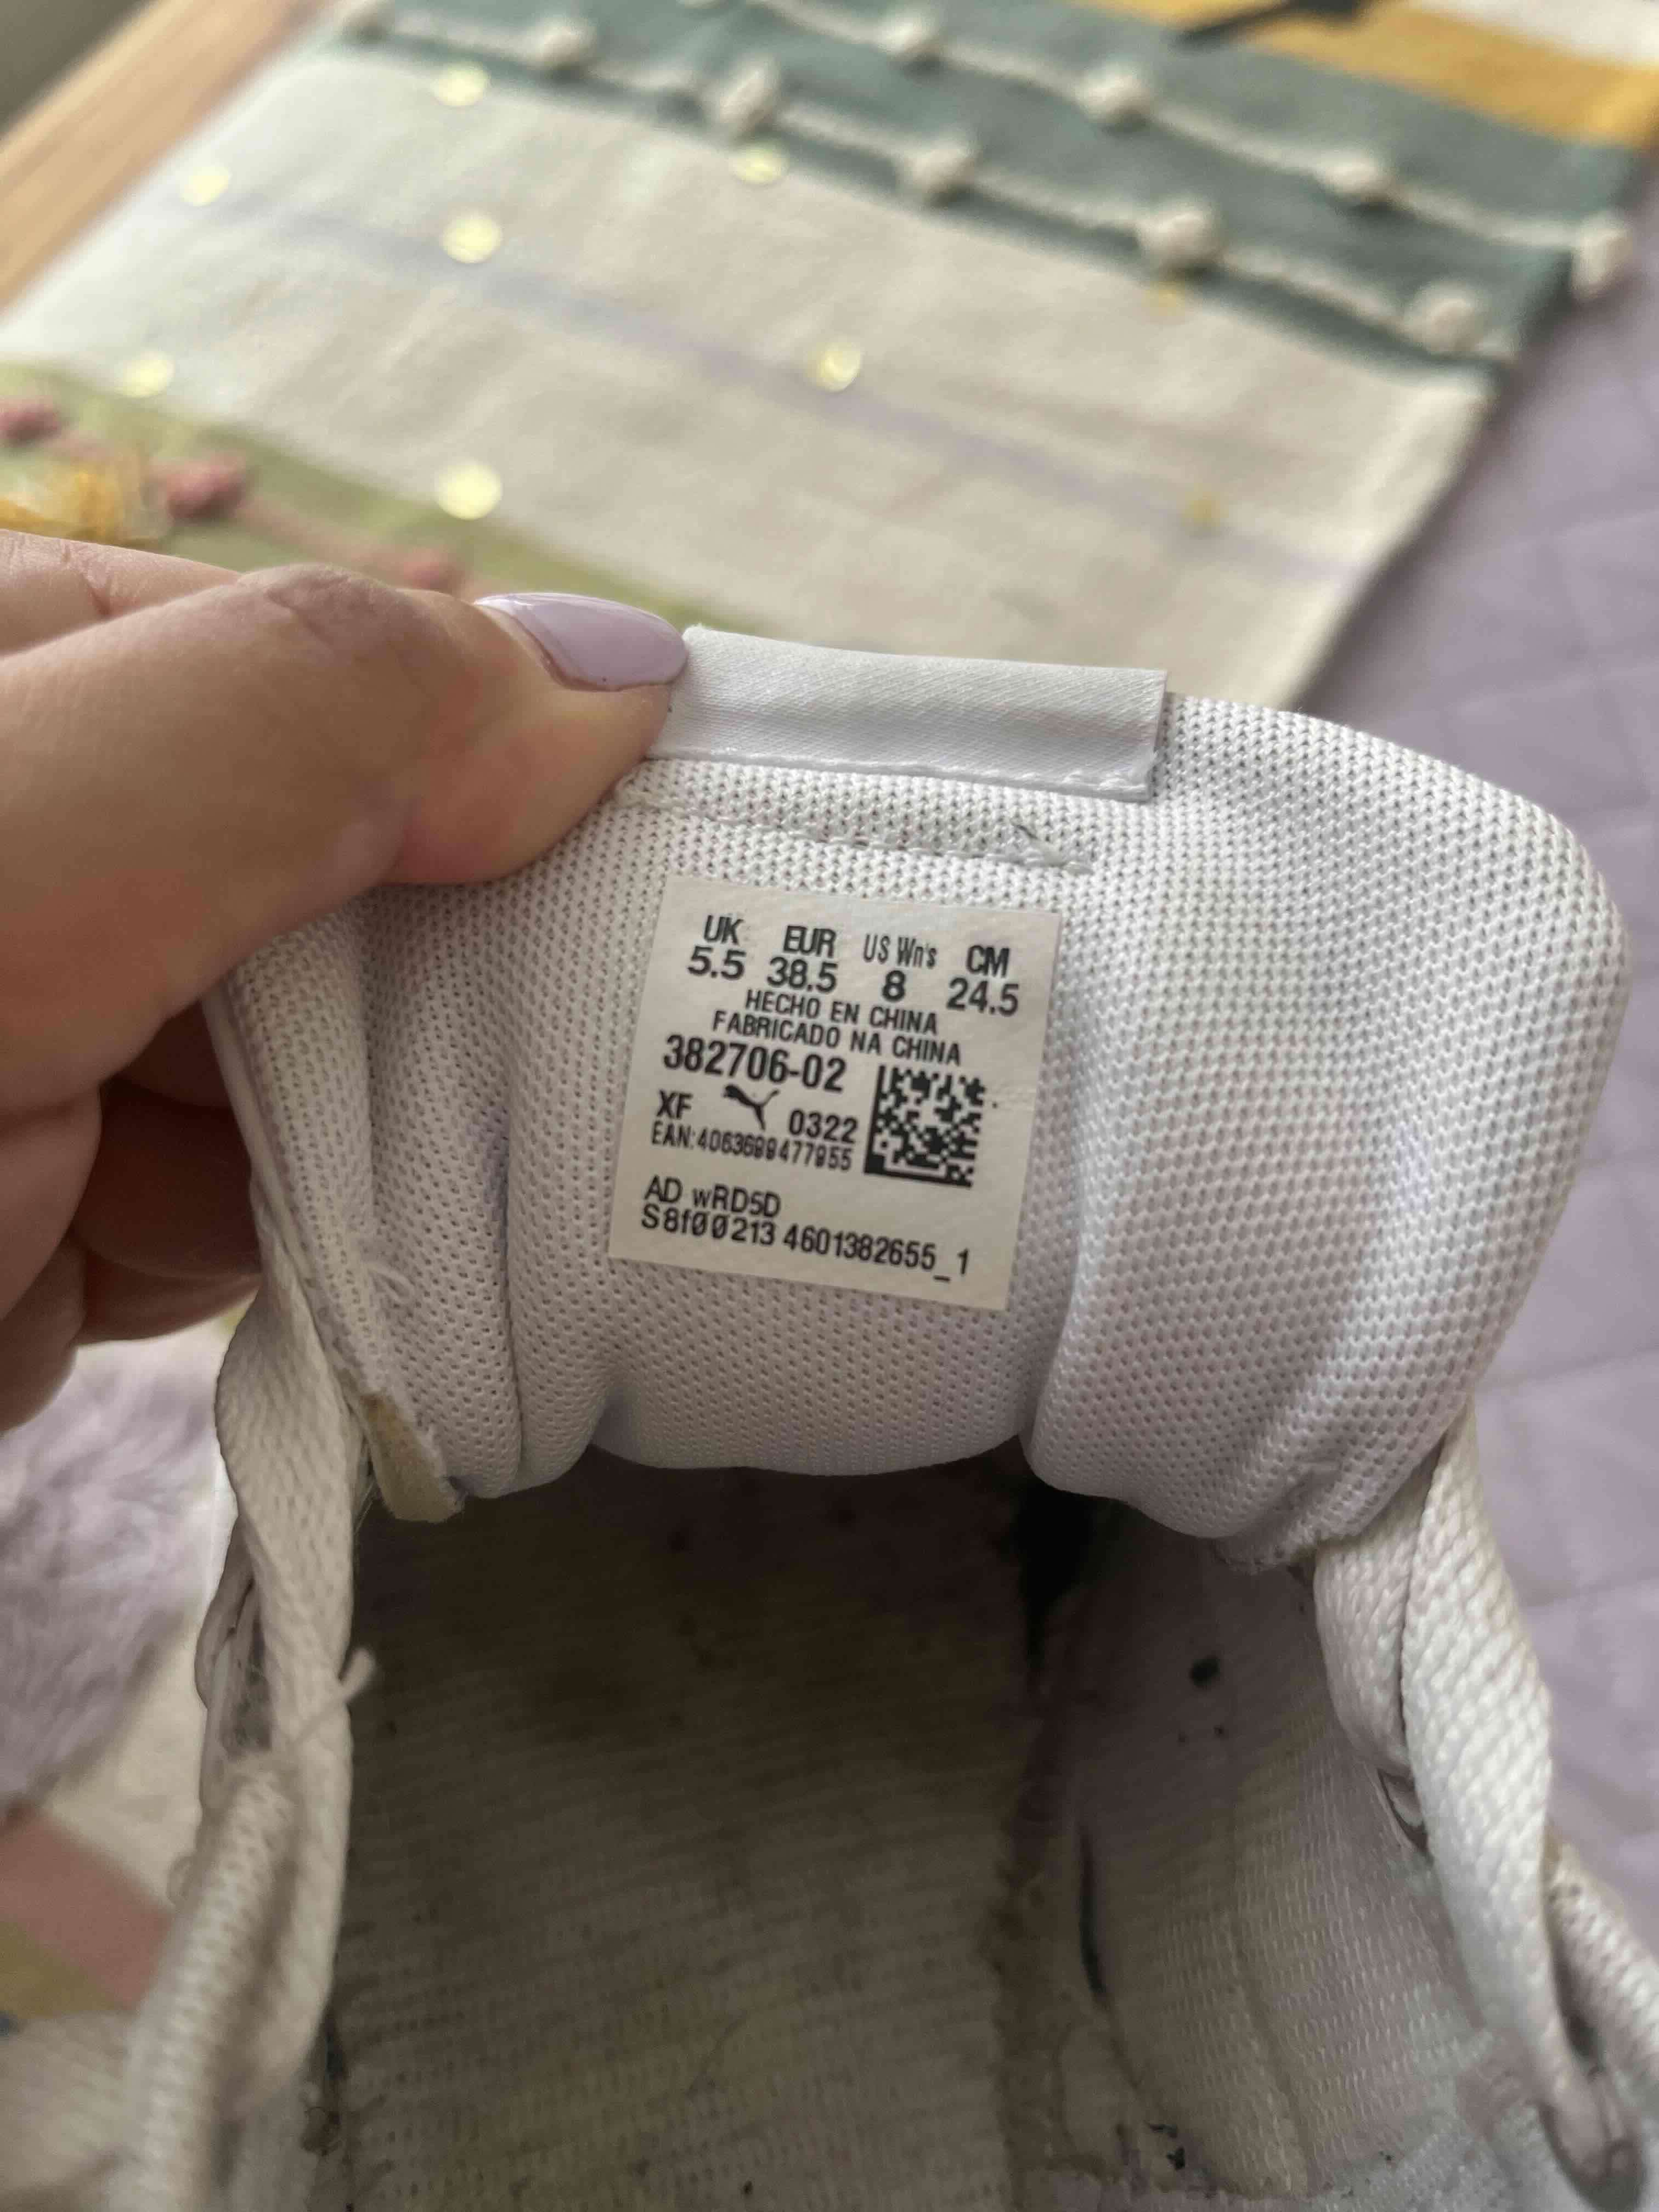 UK EUR US Wn's CM
5.5 38.5 8 24.5
HECHO EN CHINA
FABRICADO NA CHINA
382706-02
XF 0322
EAN:4063699477955
AD wRD5D
S8f00213 4601382655_1